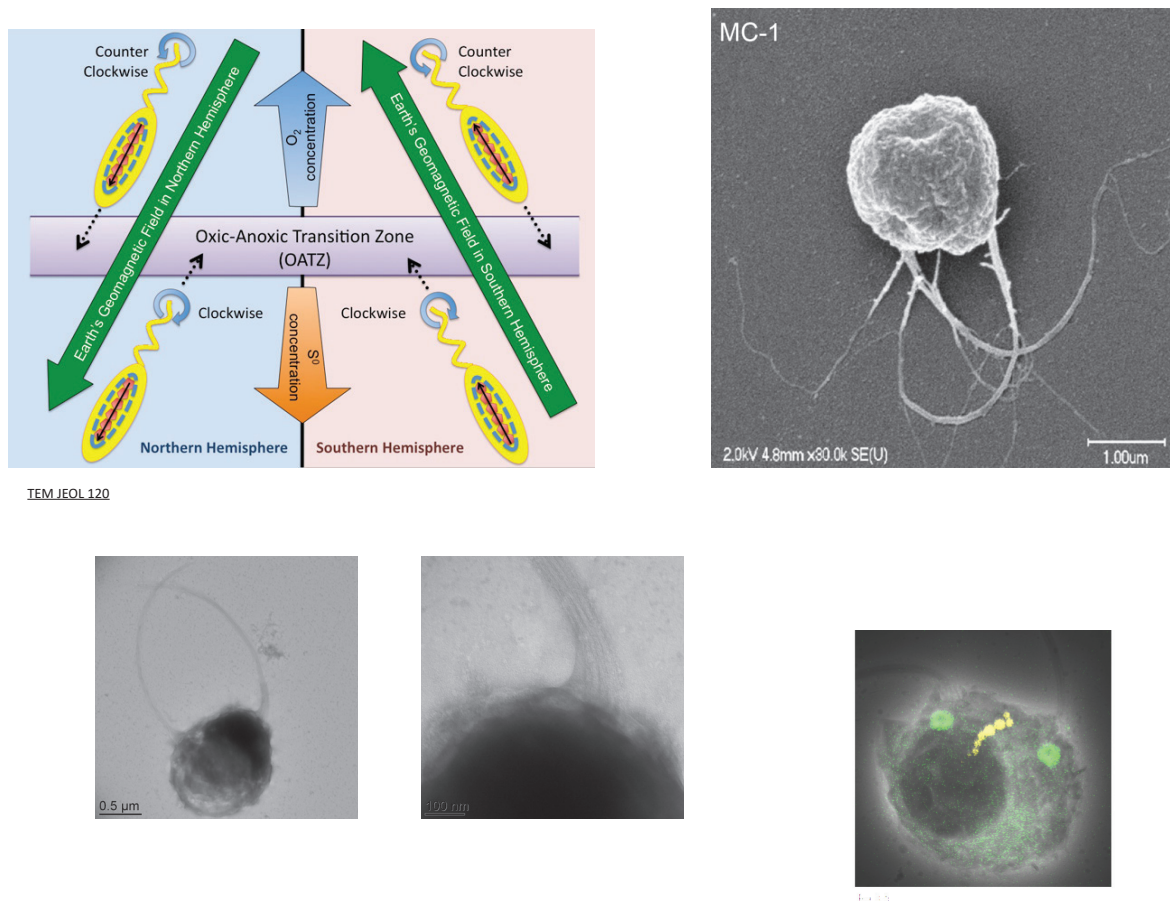 Counter
Clockwise
Earth's Geomagnetic Field in Northern Hemisphere
O2
concentration
Counter
Clockwise
Earth's Geomagnetic Field in Southern Hemisphere
Oxic-Anoxic Transition Zone
(OATZ)
Clockwise
S0
concentration
Clockwise
Northern Hemisphere
Southern Hemisphere
MC-1
2.0kV 4.8mm x30.0k SE(U)
1.00um
TEM JEOL 120
0.5 µm
100 nm